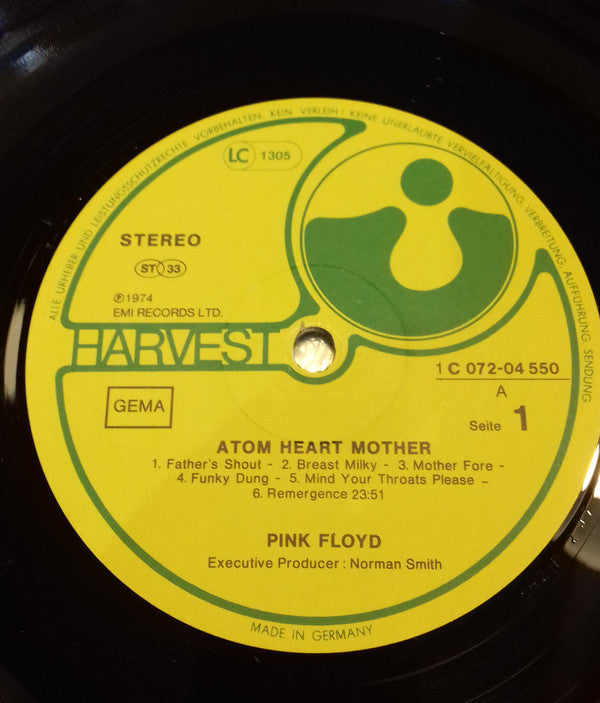 ALLE URHEBER UND LEISTUNGSSCHUTZRECHTE VORBEHALTEN. KEIN VERLEIH! KEINE UNERLAUBTE VERVIELFÄLTIGUNG, VERBREITUNG, AUFFÜHRUNG, SENDUNG
LC 1305
STEREO
ST 33
℗ 1974
EMI RECORDS LTD.
HARVEST
1 C 072-04 550
GEMA
A
Seite 1
ATOM HEART MOTHER
1. Father's Shout - 2. Breast Milky - 3. Mother Fore -
4. Funky Dung - 5. Mind Your Throats Please -
6. Remergence 23:51
PINK FLOYD
Executive Producer : Norman Smith
MADE IN GERMANY